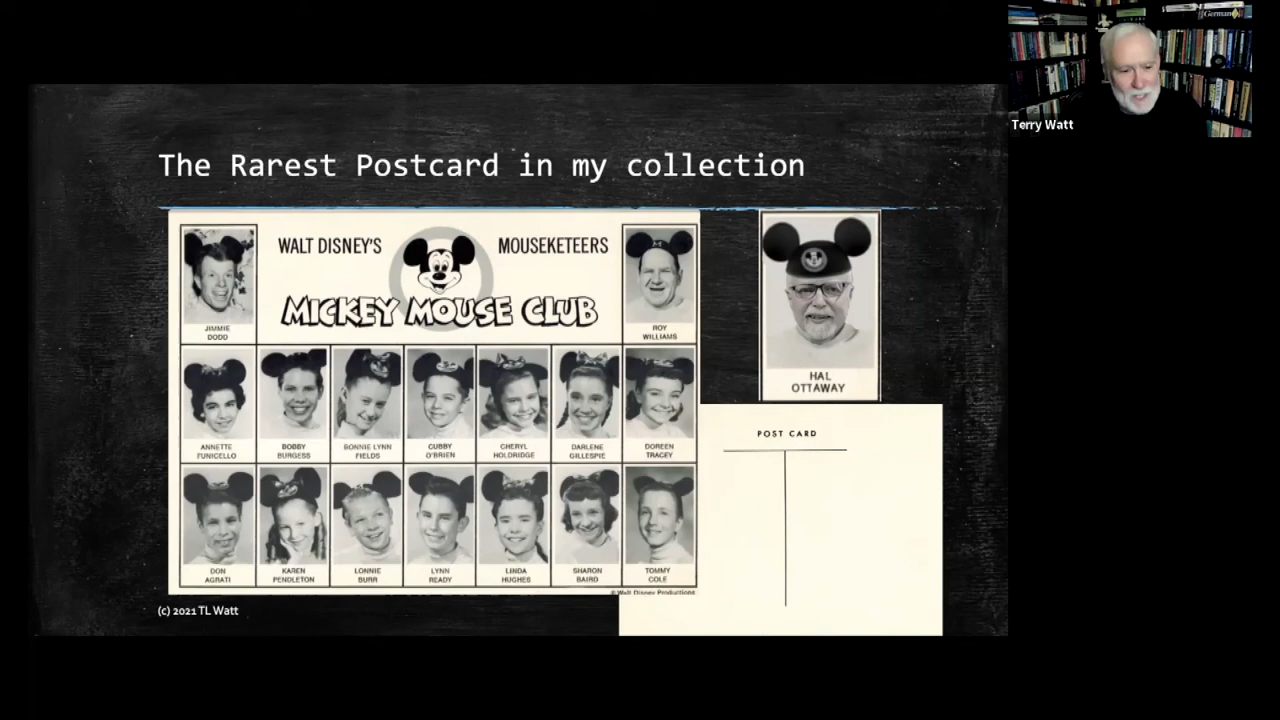 German
Terry Watt
The Rarest Postcard in my collection
WALT DISNEY'S
MOUSEKETEERS
MICKEY MOUSE CLUB
JIMMIE
DODD
ROY
WILLIAMS
HAL
OTTAWAY
ANNETTE
FUNICELLO
BOBBY
BURGESS
BONNIE LYNN
FIELDS
CUBBY
O'BRIEN
CHERYL
HOLDRIDGE
DARLENE
GILLESPIE
DOREEN
TRACEY
POST CARD
DON
AGRATI
KAREN
PENDLETON
LONNIE
BURR
LYNN
READY
LINDA
HUGHES
SHARON
BAIRD
TOMMY
COLE
© Walt Disney Productions
(c) 2021 TL Watt